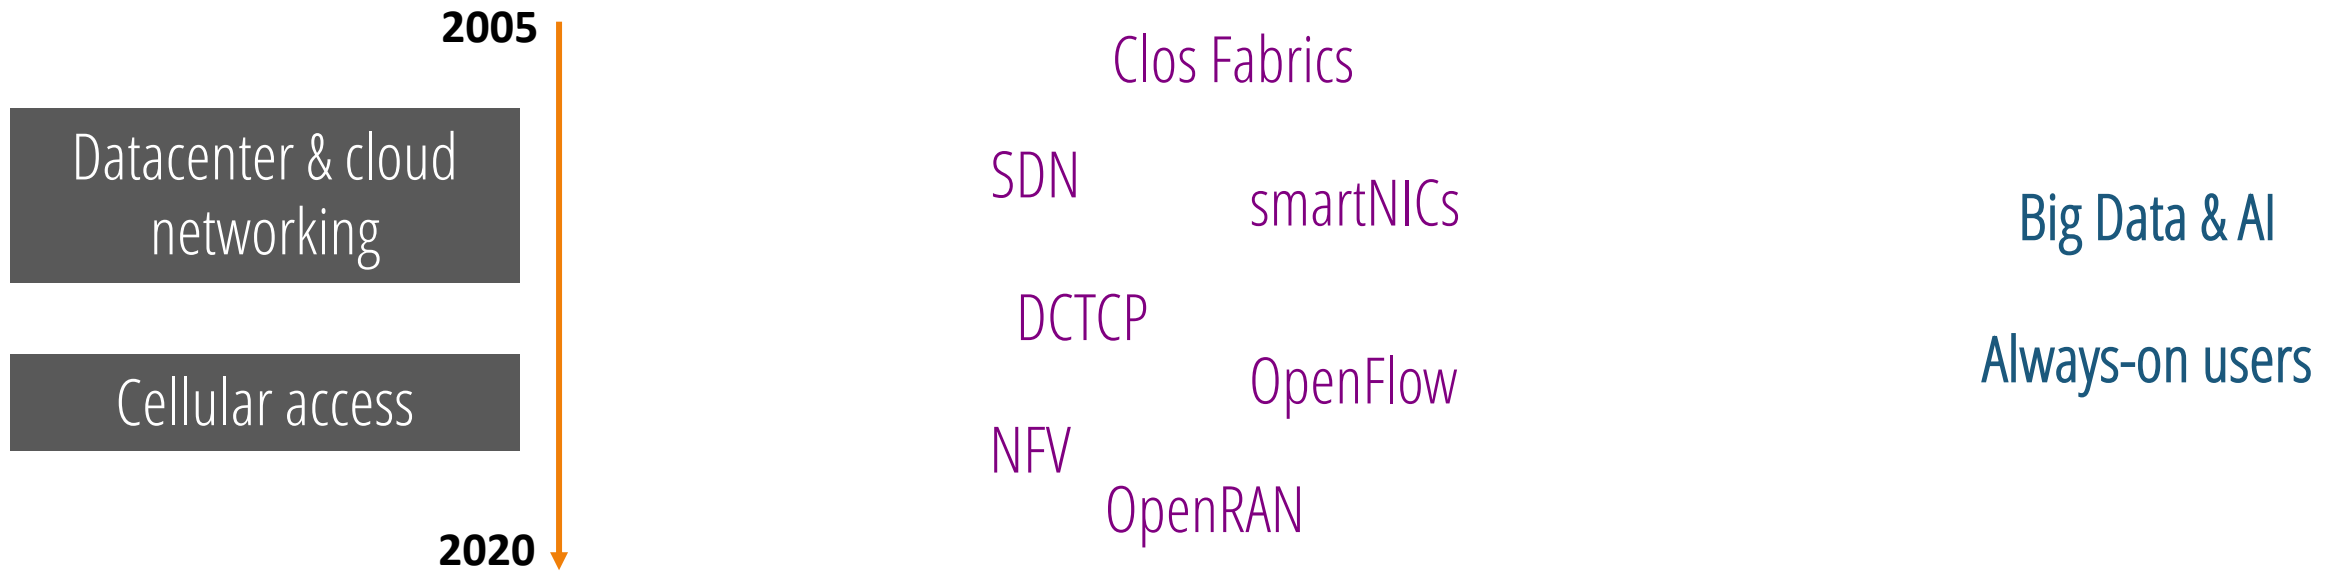 2005
Datacenter & cloud
networking
Cellular access
2020
Clos Fabrics
SDN
smartNICs
DCTCP
OpenFlow
NFV
OpenRAN
Big Data & AI
Always-on users